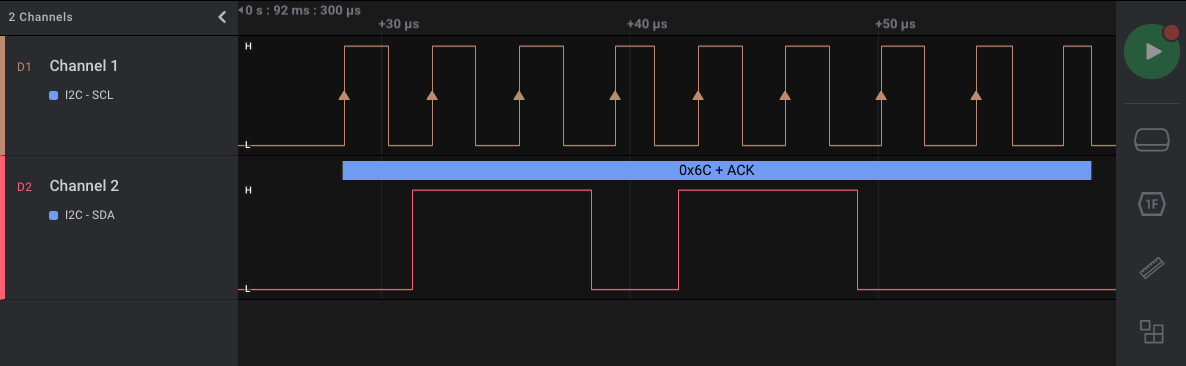 2 Channels
0 s : 92 ms : 300 µs
+30 µs
+40 µs
+50 µs
D1
Channel 1
I2C - SCL
H
L
D2
Channel 2
I2C - SDA
0x6C + ACK
H
L
1F